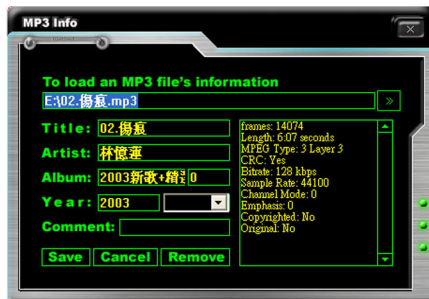 MP3 Info
To load an MP3 file's information
E:\02.傷痕.mp3
Title: 02.傷痕
Artist: 林憶蓮
Album: 2003新歌+精 0
Year: 2003
Comment:
Save Cancel Remove
frames: 14074
Length: 6:07 seconds
MPEG Type: 3 Layer 3
CRC: Yes
Bitrate: 128 kbps
Sample Rate: 44100
Channel Mode: 0
Emphasis: 0
Copyrighted: No
Original: No